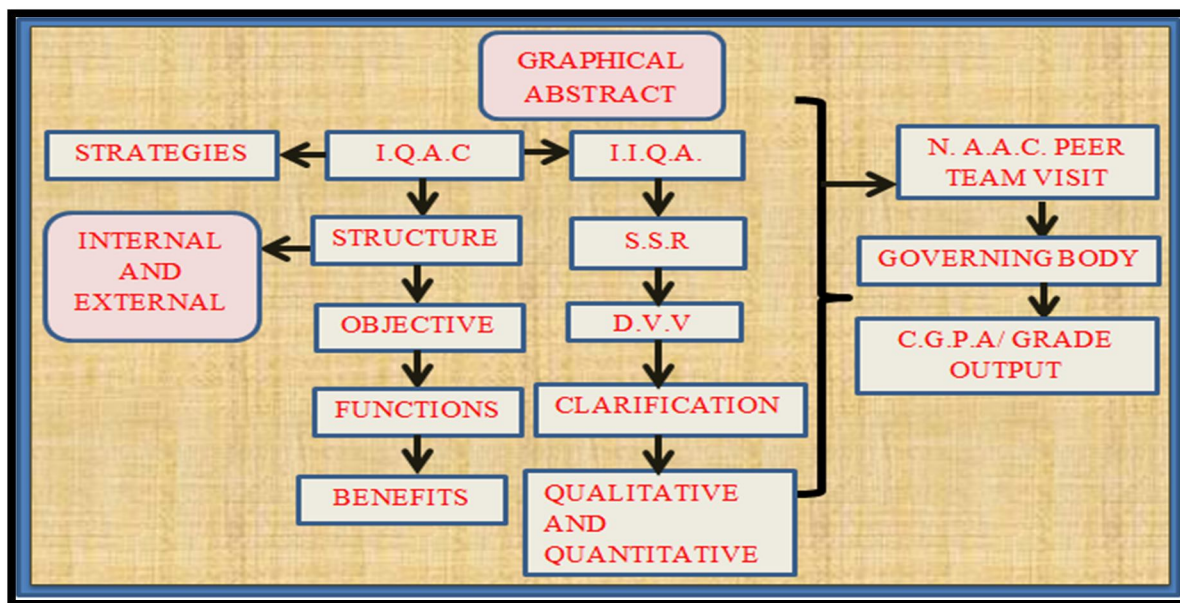 GRAPHICAL
ABSTRACT
STRATEGIES
I.Q.A.C
I.I.Q.A.
N. A.A.C. PEER
TEAM VISIT
INTERNAL
AND
EXTERNAL
STRUCTURE
S.S.R
GOVERNING BODY
OBJECTIVE
D.V.V
C.G.P.A/ GRADE
OUTPUT
FUNCTIONS
CLARIFICATION
BENEFITS
QUALITATIVE
AND
QUANTITATIVE